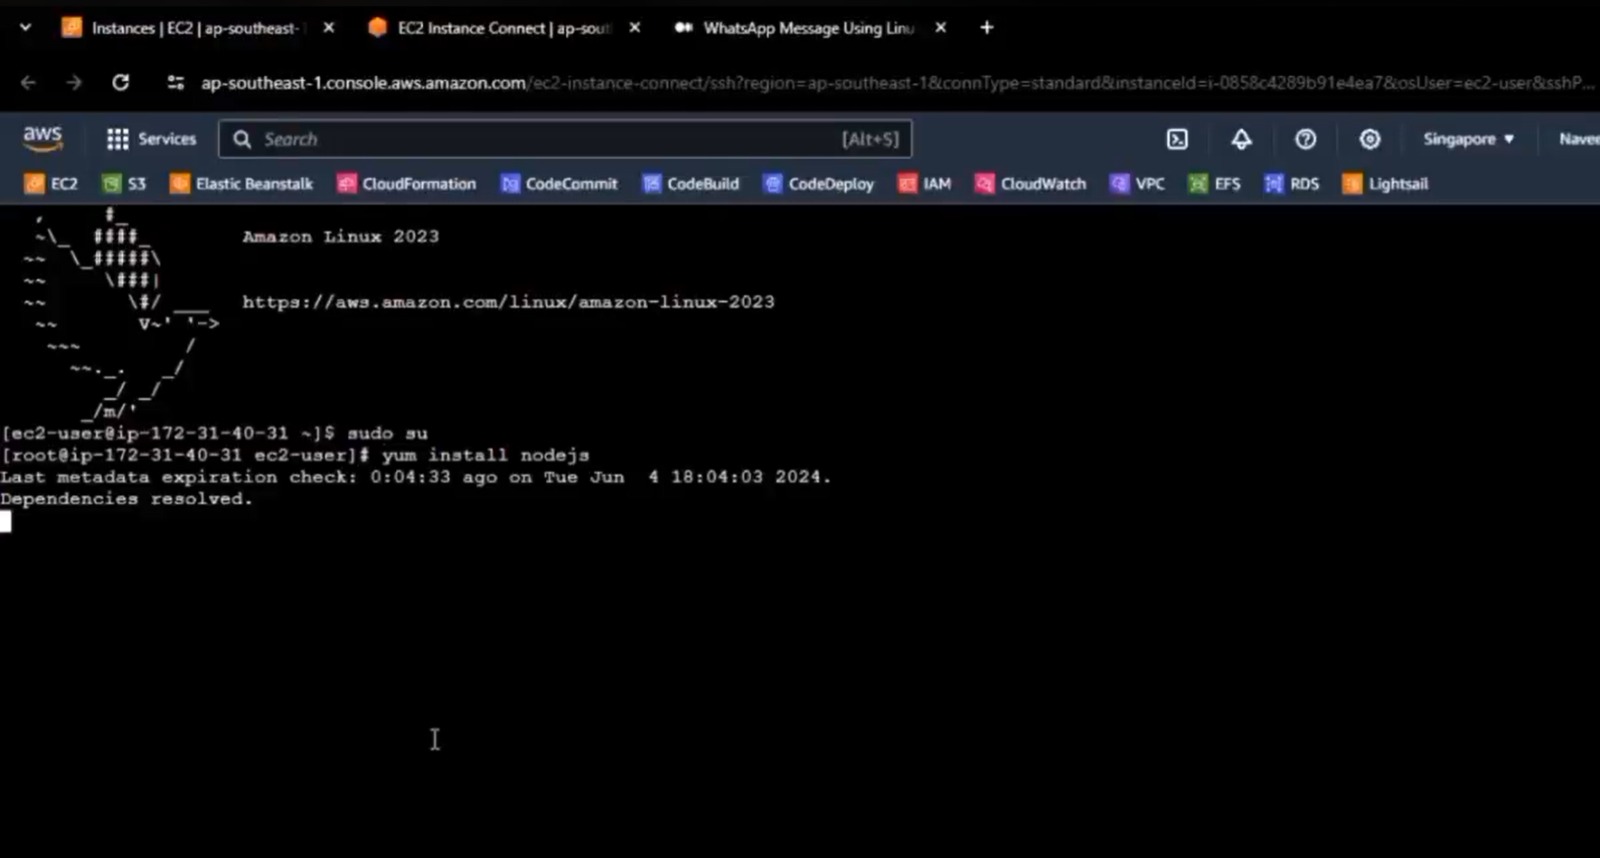 Instances | EC2 | ap-southeast-
EC2 Instance Connect | ap-sout
WhatsApp Message Using Linu
ap-southeast-1.console.aws.amazon.com/ec2-instance-connect/ssh?region=ap-southeast-1&connType=standard&instanceId=i-0858c4289b91e4ea7&osUser=ec2-user&sshP...
aws
Services
Search
[Alt+S]
Singapore
Navee
EC2
S3
Elastic Beanstalk
CloudFormation
CodeCommit
CodeBuild
CodeDeploy
IAM
CloudWatch
VPC
EFS
RDS
Lightsail
   ,     #_
   ~\_  ####_        Amazon Linux 2023
  ~~  \_#####\
  ~~     \###|
  ~~       \#/ ___   https://aws.amazon.com/linux/amazon-linux-2023
   ~~       V~' '->
    ~~~         /
      ~~._.   _/
         _/ _/
       _/m/'
[ec2-user@ip-172-31-40-31 ~]$ sudo su
[root@ip-172-31-40-31 ec2-user]# yum install nodejs
Last metadata expiration check: 0:04:33 ago on Tue Jun  4 18:04:03 2024.
Dependencies resolved.